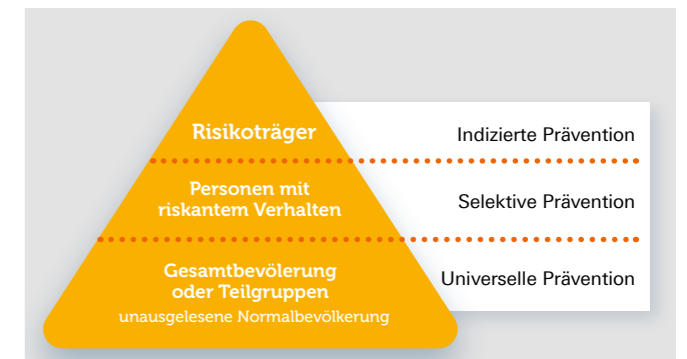 Risikoträger
Indizierte Prävention
Personen mit
riskantem Verhalten
Selektive Prävention
Gesamtbevölerung
oder Teilgruppen
unausgelesene Normalbevölkerung
Universelle Prävention